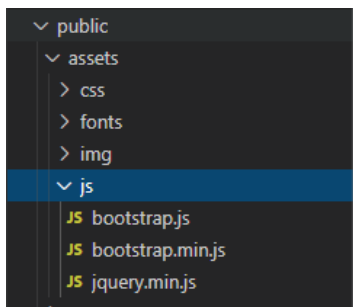 public
assets
css
fonts
img
js
JS bootstrap.js
JS bootstrap.min.js
JS jquery.min.js